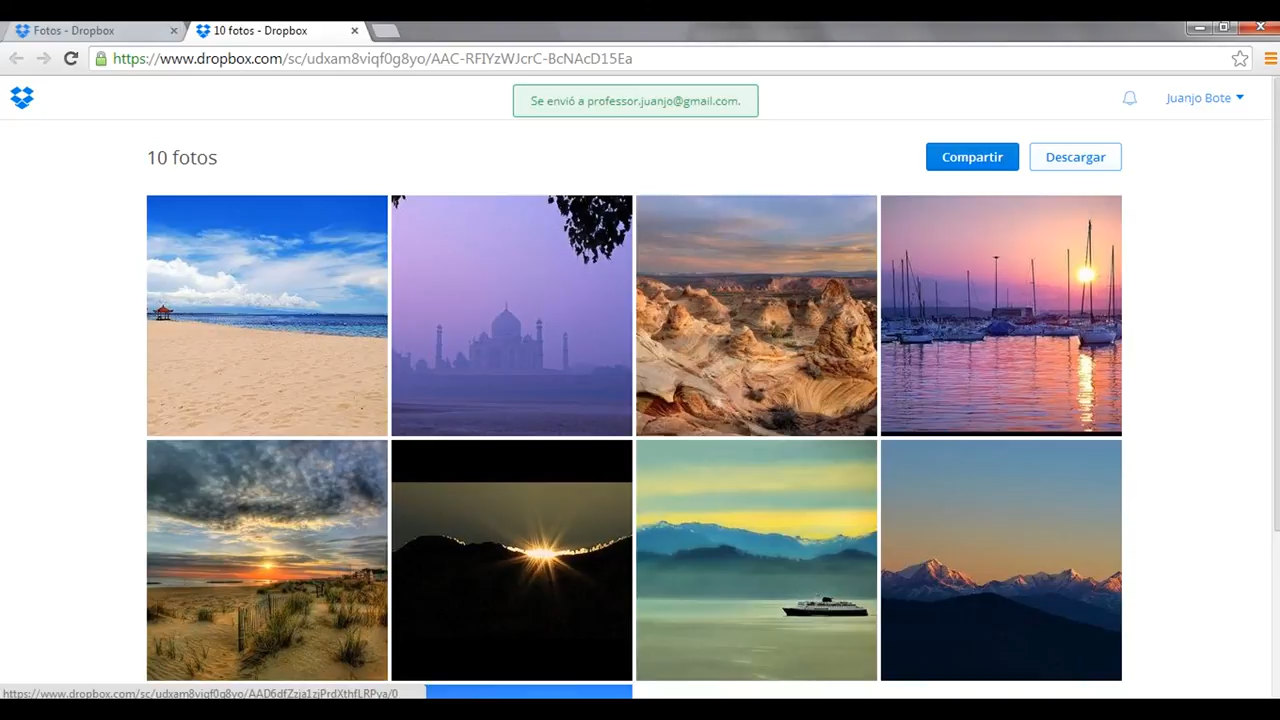 Fotos - Dropbox
10 fotos - Dropbox
https://www.dropbox.com/sc/udxam8viqf0g8yo/AAC-RFIYzWJcrC-BcNAcD15Ea
Se envió a professor.juanjo@gmail.com.
Juanjo Bote
10 fotos
Compartir
Descargar
https://www.dropbox.com/sc/udxam8viqf0g8yo/AAD6dfZzja1zjPrdXthfLRPya/0